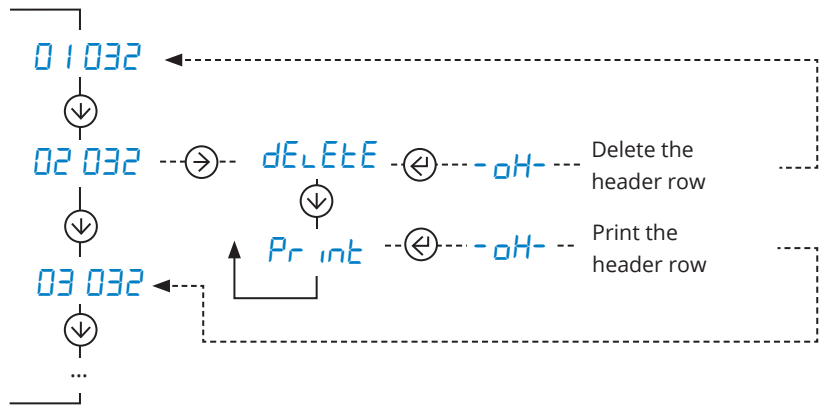 01 032
02 032
dELEtE
-oH-
Delete the
header row
Print
-oH-
Print the
header row
03 032
...